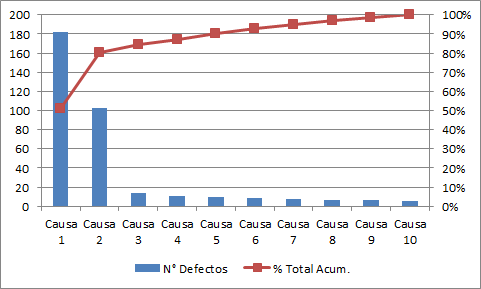 200
180
160
140
120
100
80
60
40
20
0
100%
90%
80%
70%
60%
50%
40%
30%
20%
10%
0%
Causa 1
Causa 2
Causa 3
Causa 4
Causa 5
Causa 6
Causa 7
Causa 8
Causa 9
Causa 10
N° Defectos
% Total Acum.